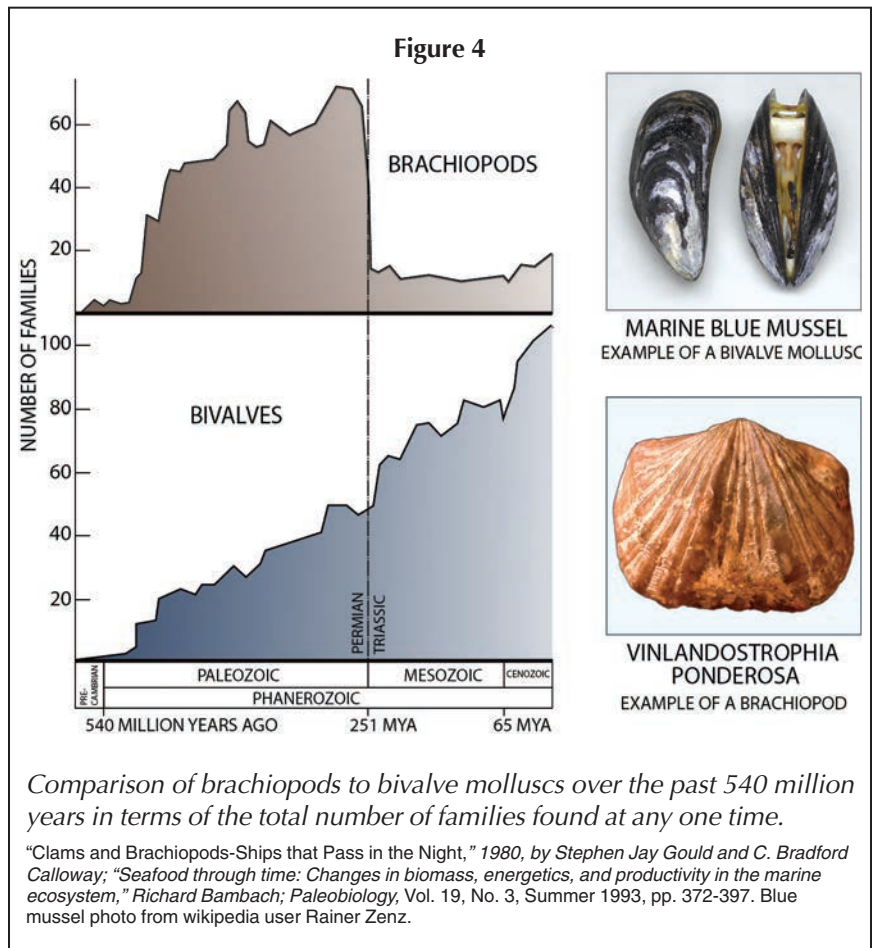 Figure 4
NUMBER OF FAMILIES
60
40
20
BRACHIOPODS
100
80
60
40
20
BIVALVES
PERMIAN
TRIASSIC
PRE-
CAMBRIAN
PALEOZOIC
MESOZOIC
CENOZOIC
PHANEROZOIC
540 MILLION YEARS AGO
251 MYA
65 MYA
MARINE BLUE MUSSEL
EXAMPLE OF A BIVALVE MOLLUSC
VINLANDOSTROPHIA
PONDEROSA
EXAMPLE OF A BRACHIOPOD
Comparison of brachiopods to bivalve molluscs over the past 540 million
years in terms of the total number of families found at any one time.
“Clams and Brachiopods-Ships that Pass in the Night,” 1980, by Stephen Jay Gould and C. Bradford
Calloway; “Seafood through time: Changes in biomass, energetics, and productivity in the marine
ecosystem,” Richard Bambach; Paleobiology, Vol. 19, No. 3, Summer 1993, pp. 372-397. Blue
mussel photo from wikipedia user Rainer Zenz.